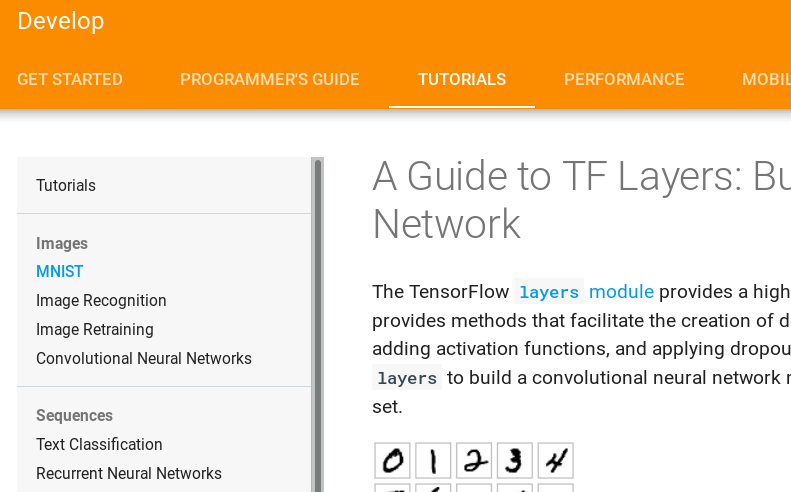 Develop
GET STARTED PROGRAMMER'S GUIDE TUTORIALS PERFORMANCE
Tutorials
Images
MNIST
Image Recognition
Image Retraining
Convolutional Neural Networks
Sequences
Text Classification
Recurrent Neural Networks
A Guide to TF Layers:
Network
The TensorFlow layers module provides a high
provides methods that facilitate the creation of
adding activation functions, and applying
layers to build a convolutional neural network
set.
0 1 2 3 4